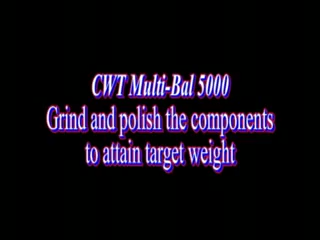 CWT Multi-Bal 5000
Grind and polish the components
to attain target weight